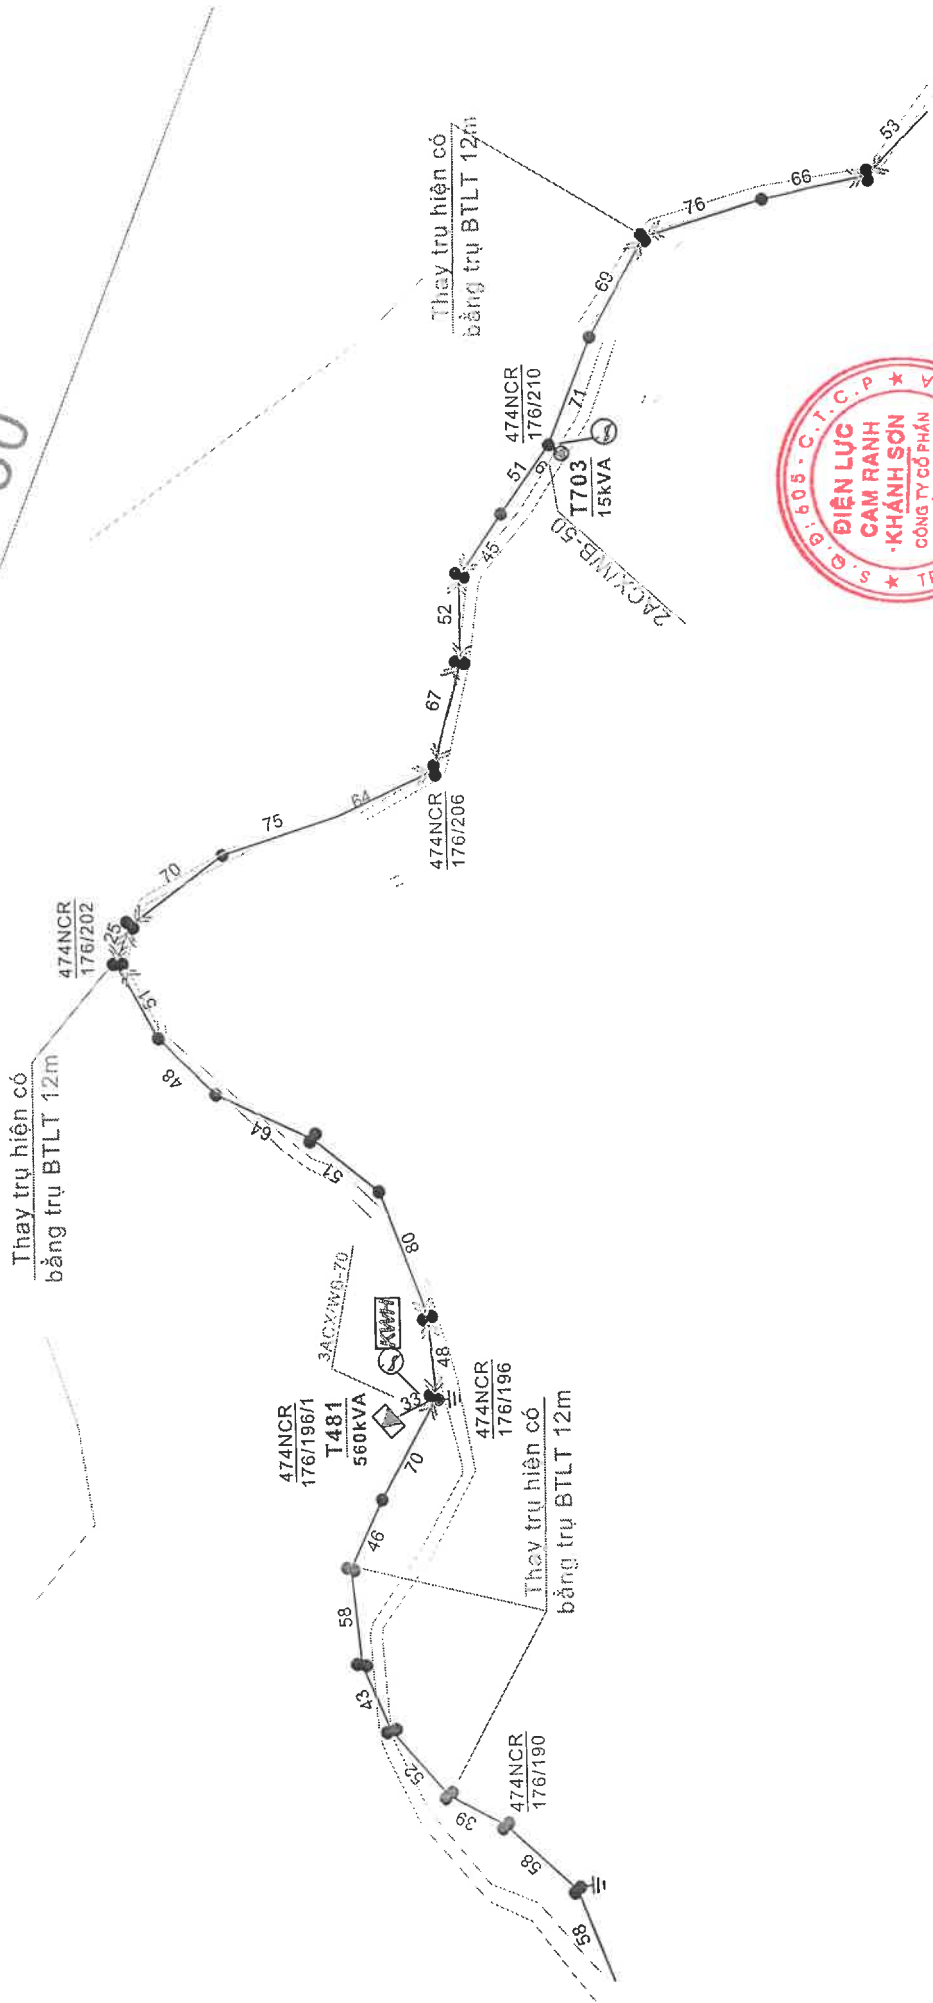 Thay trụ hiện có
bằng trụ BTLT 12m
58
58
39
474NCR
176/190
52
43
58
46
70
Thay trụ hiện có
bằng trụ BTLT 12m
474NCR
176/196/1
T481
560kVA
33
KWH
3ACX/WB-70
48
474NCR
176/196
80
51
64
48
51
25
474NCR
176/202
70
75
64
474NCR
176/206
67
52
45
51
6
474NCR
176/210
T703
15kVA
2ACX/WB-50
71
69
Thay trụ hiện có
bằng trụ BTLT 12m
76
66
53
S.Q.Đ: 605 - C.T.C.P
ĐIỆN LỰC
CAM RANH
-KHÁNH SƠN
CÔNG TY CỔ PHẦN